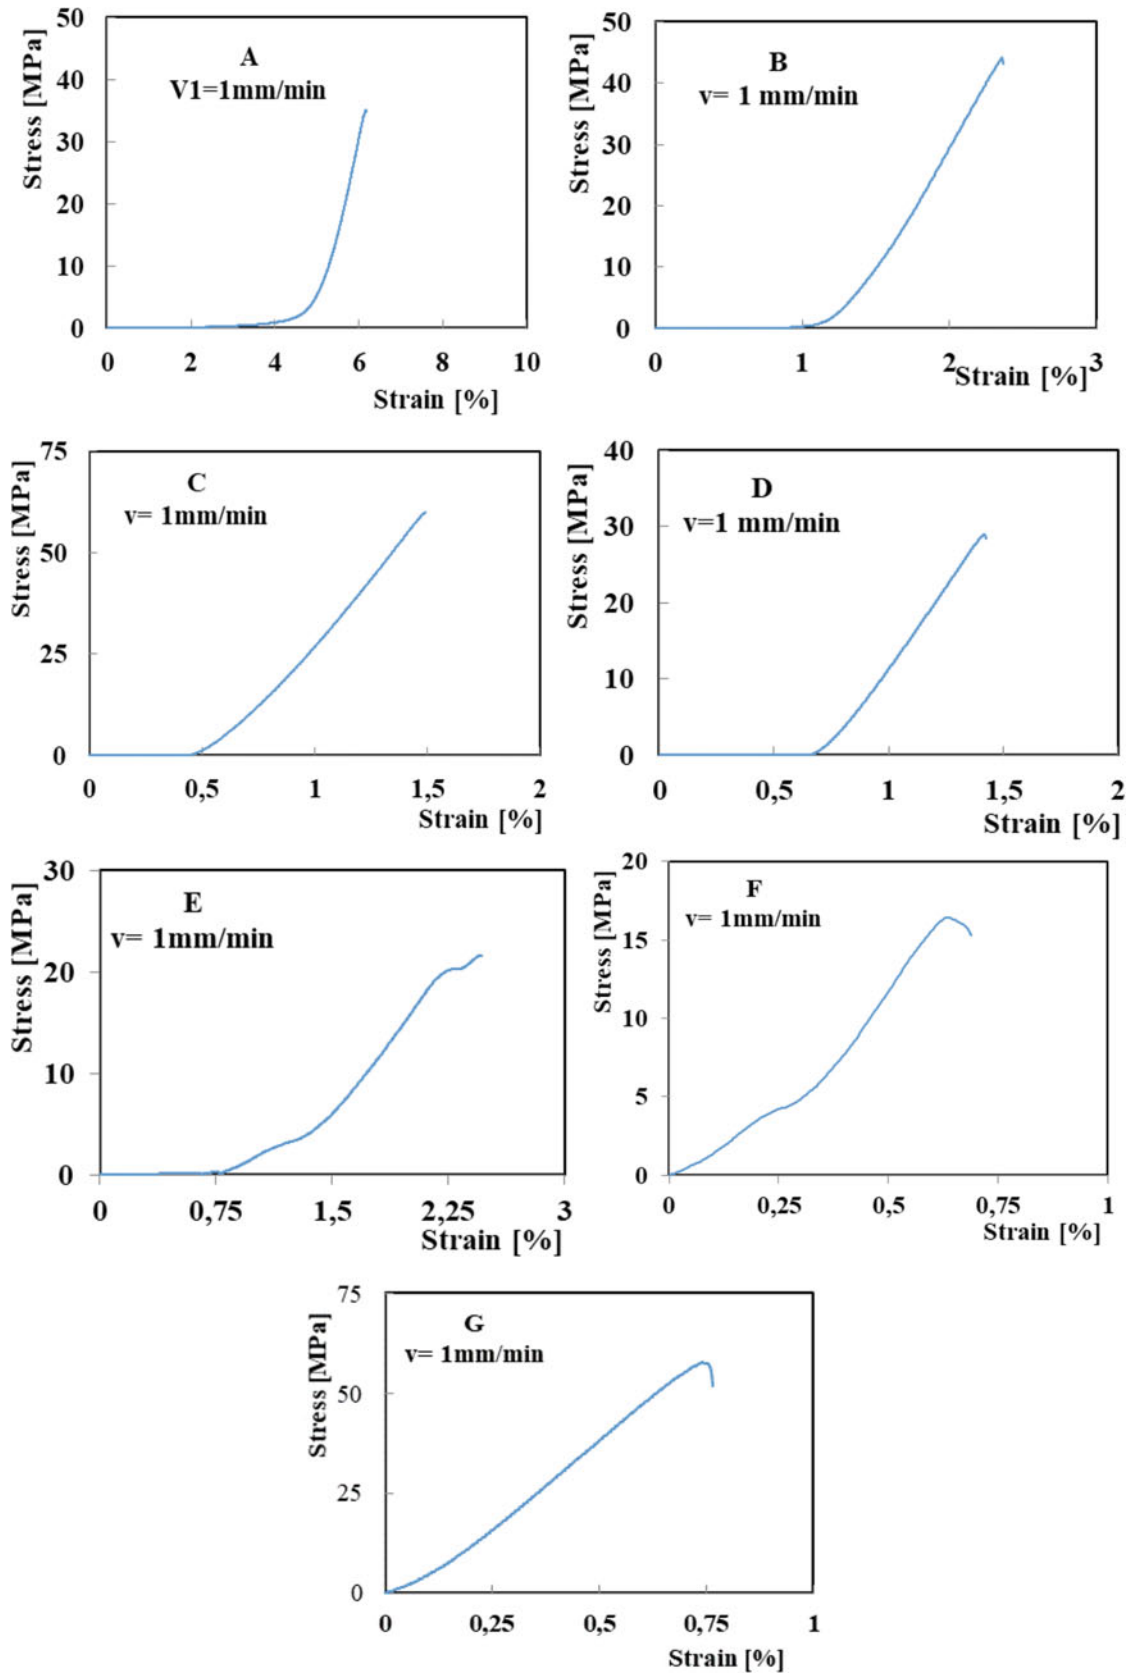 A
V1=1mm/min
Stress [MPa]
50
40
30
20
10
0
0 2 4 6 8 10
Strain [%]
B
v= 1 mm/min
Stress [MPa]
50
40
30
20
10
0
0 1 2 3
Strain [%]
C
v= 1mm/min
Stress [MPa]
75
50
25
0
0 0,5 1 1,5 2
Strain [%]
D
v=1 mm/min
Stress [MPa]
40
30
20
10
0
0 0,5 1 1,5 2
Strain [%]
E
v= 1mm/min
Stress [MPa]
30
20
10
0
0 0,75 1,5 2,25 3
Strain [%]
F
v= 1mm/min
Stress [MPa]
20
15
10
5
0
0 0,25 0,5 0,75 1
Strain [%]
G
v= 1mm/min
Stress [MPa]
75
50
25
0
0 0,25 0,5 0,75 1
Strain [%]